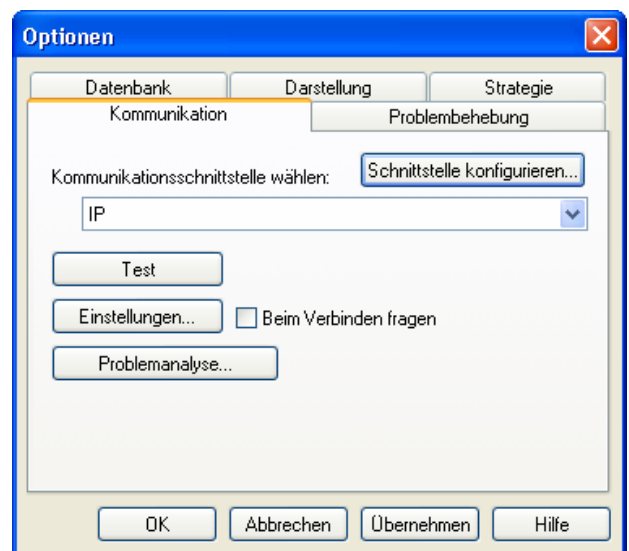 Optionen
Datenbank Darstellung Strategie
Kommunikation Problembehebung
Kommunikationsschnittstelle wählen: Schnittstelle konfigurieren...
IP
Test
Einstellungen... Beim Verbinden fragen
Problemanalyse...
OK Abbrechen Übernehmen Hilfe